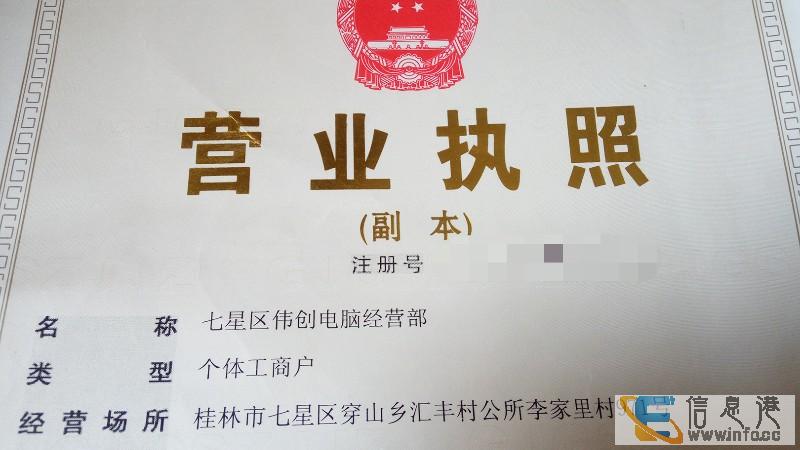 营业执照
(副 本)
注册号
名 称 七星区伟创电脑经营部
类 型 个体工商户
经营场所 桂林市七星区穿山乡汇丰村公所李家里村
信息港
www.info.cc